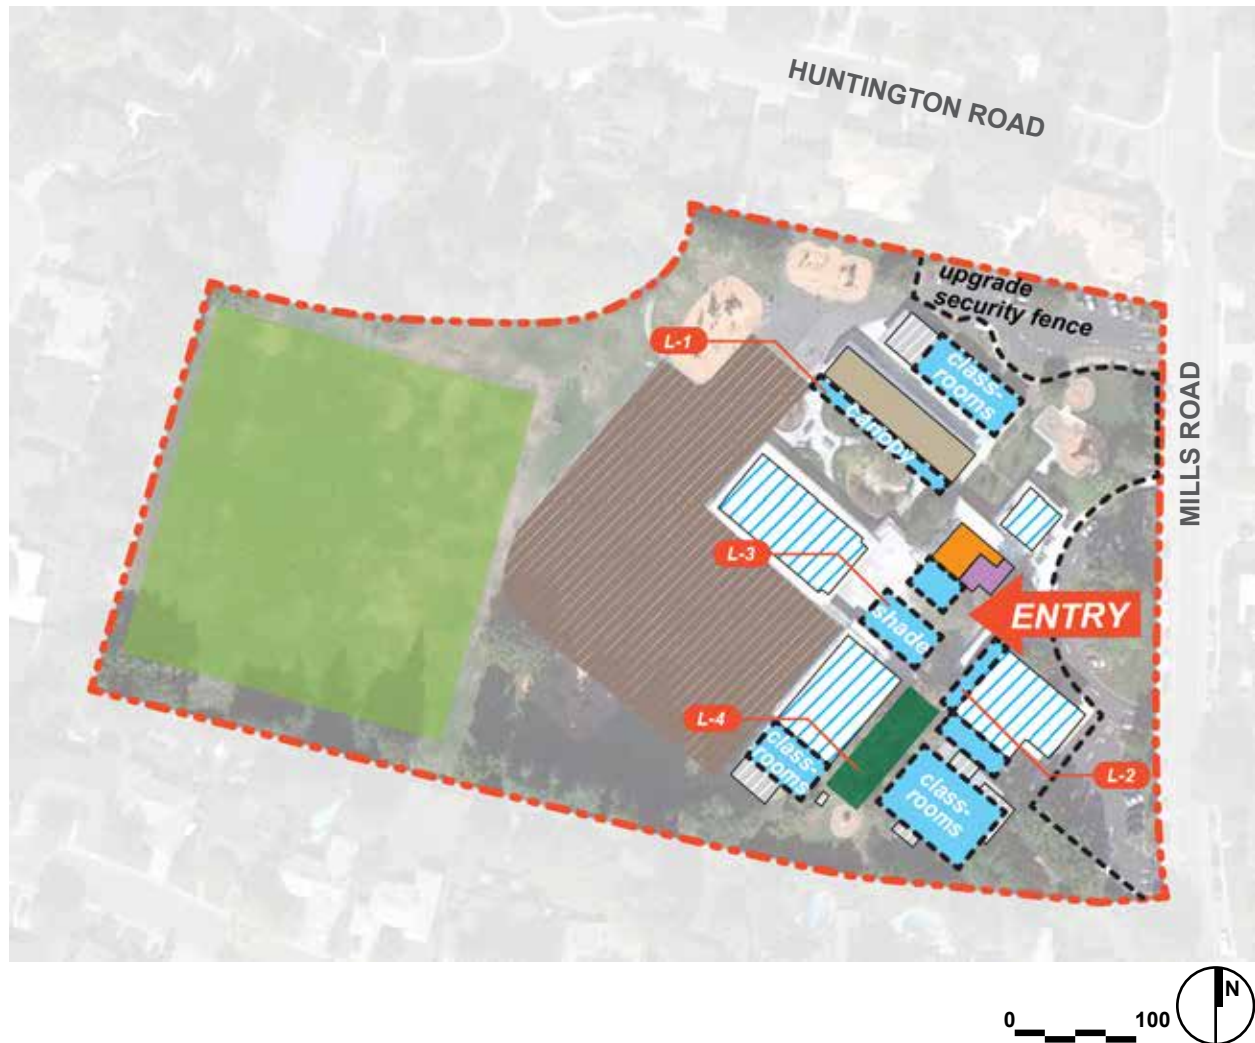 HUNTINGTON ROAD
upgrade
security fence
L-1
class-
rooms
canopy
MILLS ROAD
L-3
shade
ENTRY
L-4
class-
rooms
L-2
class-
rooms
N
0 100